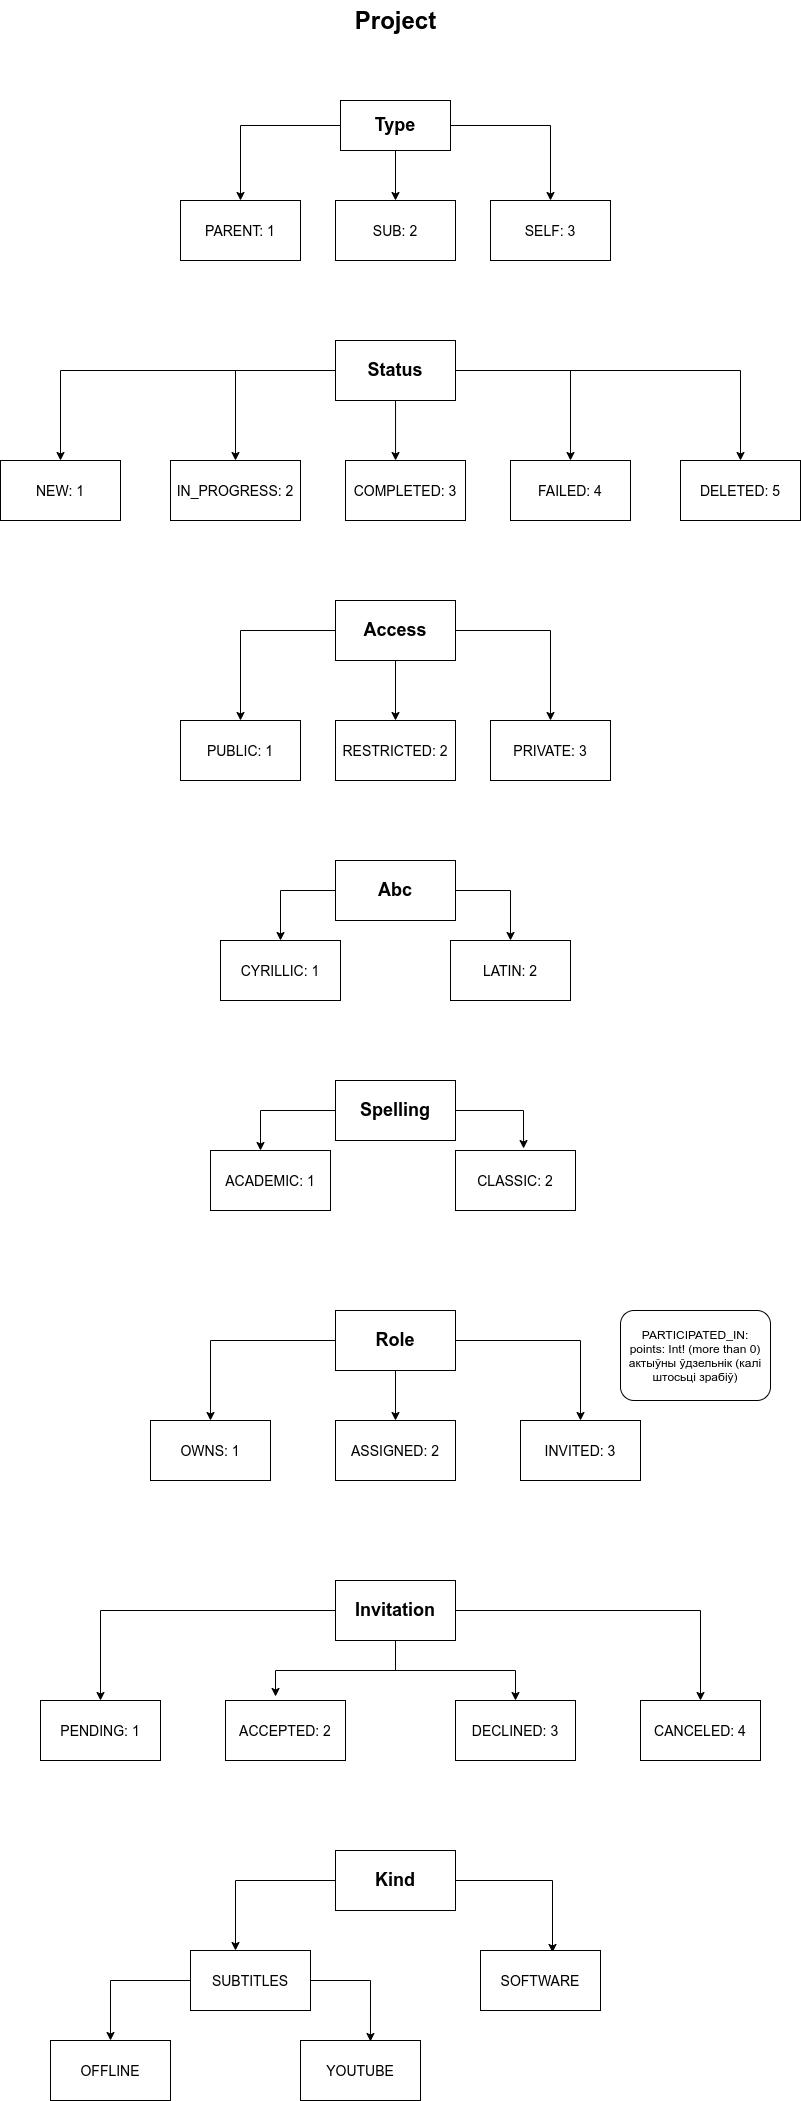 Project
Type
PARENT: 1
SUB: 2
SELF: 3
Status
NEW: 1
IN_PROGRESS: 2
COMPLETED: 3
FAILED: 4
DELETED: 5
Access
PUBLIC: 1
RESTRICTED: 2
PRIVATE: 3
Abc
CYRILLIC: 1
LATIN: 2
Spelling
ACADEMIC: 1
CLASSIC: 2
Role
PARTICIPATED_IN:
points: Int! (more than 0)
актыўны ўдзельнік (калі
штосьці зрабіў)
OWNS: 1
ASSIGNED: 2
INVITED: 3
Invitation
PENDING: 1
ACCEPTED: 2
DECLINED: 3
CANCELED: 4
Kind
SUBTITLES
SOFTWARE
OFFLINE
YOUTUBE